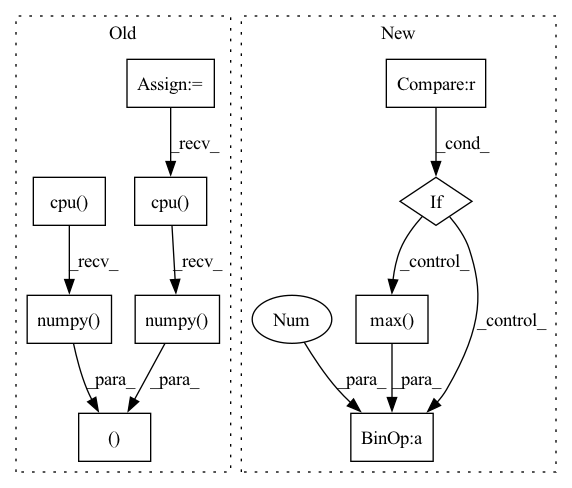 Old
New
Assign:=
Compare:r
_recv_
_cond_
cpu()
cpu()
If
_recv_
_recv_
_control_
Num
numpy()
numpy()
max()
_control_
_para_
_para_
_para_
_para_
()
BinOp:a